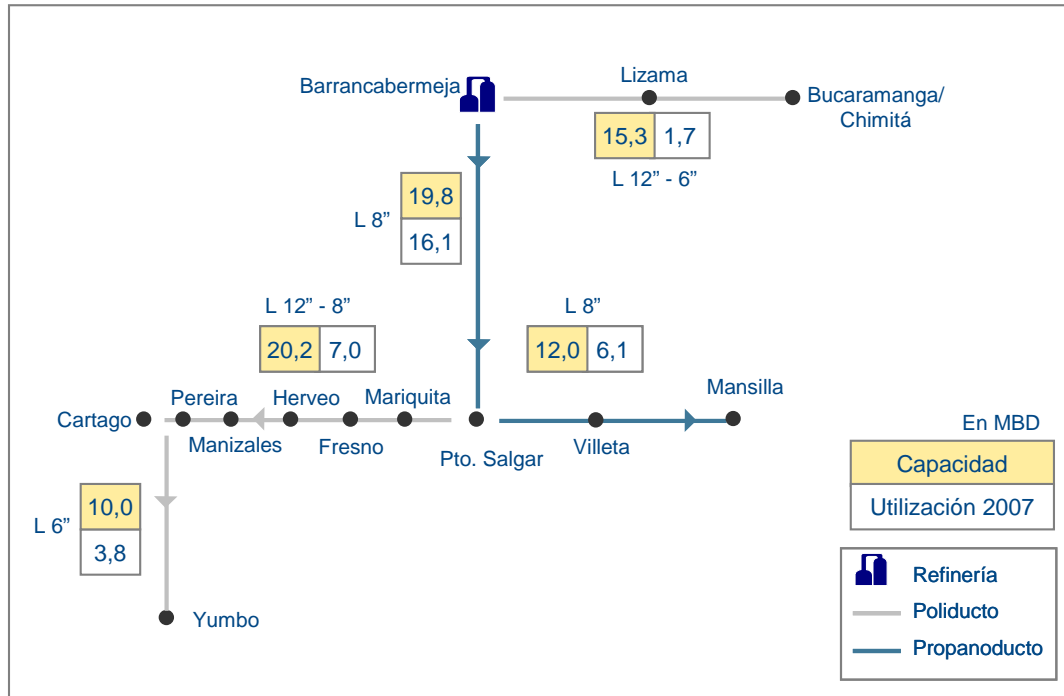 Barrancabermeja
Lizama
Bucaramanga/
Chimitá
15,3 1,7
L 12” - 6”
L 8”
19,8
16,1
L 12” - 8”
20,2 7,0
L 8”
12,0 6,1
Cartago
Pereira
Manizales
Herveo
Fresno
Mariquita
Pto. Salgar
Villeta
Mansilla
L 6”
10,0
3,8
Yumbo
En MBD
Capacidad
Utilización 2007
Refinería
Poliducto
Propanoducto